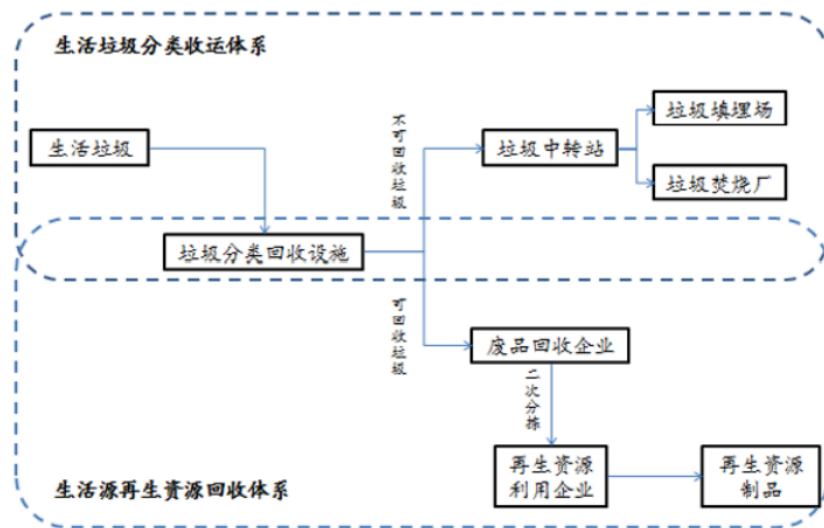 生活垃圾分类收运体系
生活垃圾
不可回收垃圾
垃圾中转站
垃圾填埋场
垃圾焚烧厂
垃圾分类回收设施
可回收垃圾
废品回收企业
二次分拣
再生资源
利用企业
再生资源
制品
生活源再生资源回收体系